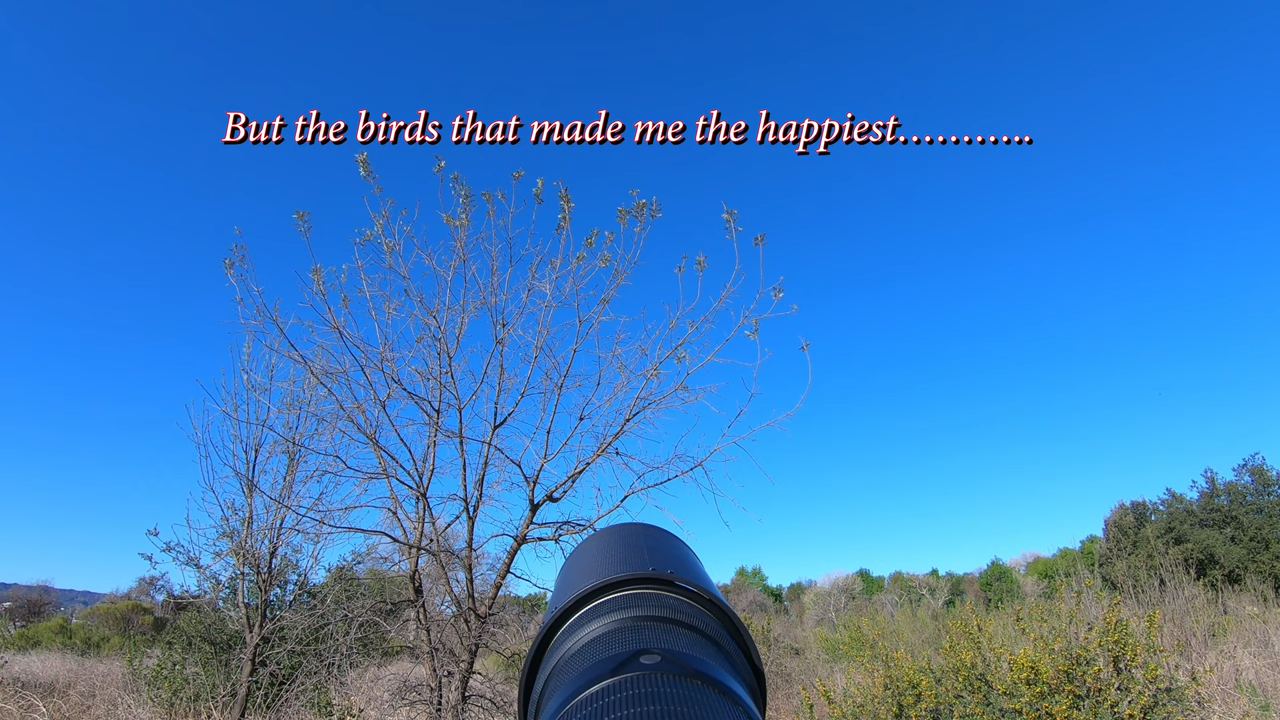 But the birds that made me the happiest...........